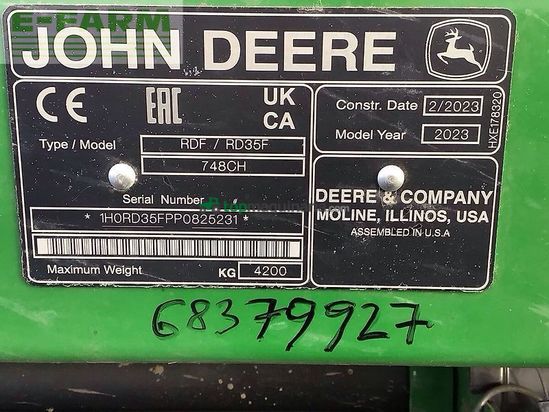 E-FARM
JOHN DEERE
CE EAC UK CA
Constr. Date 2/2023
Model Year 2023
HXE178320
Type / Model RDF / RD35F
748CH
Serial Number
* 1H0RD35FPP0825231 *
DEERE & COMPANY
MOLINE, ILLINOIS, USA
ASSEMBLED IN U.S.A
Maximum Weight KG 4200
68379927